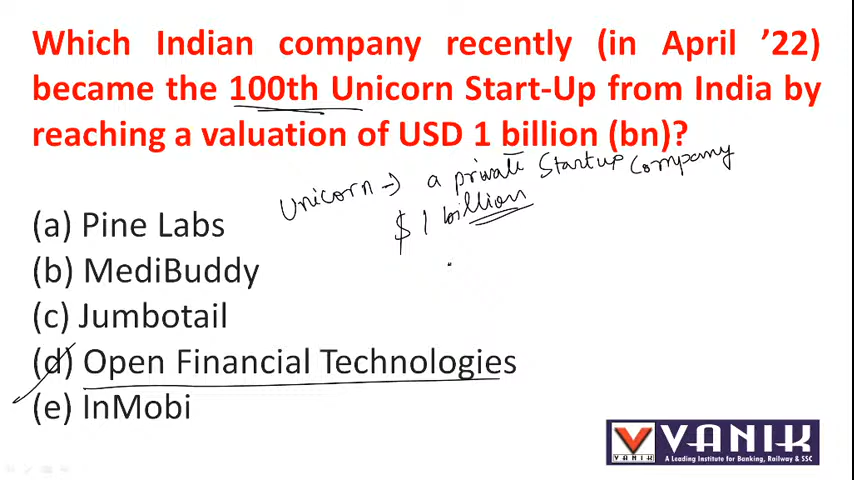 Which Indian company recently (in April ’22)
became the 100th Unicorn Start-Up from India by
reaching a valuation of USD 1 billion (bn)?
Unicorn → a private Startup Company
$ 1 billion
(a) Pine Labs
(b) MediBuddy
(c) Jumbotail
(d) Open Financial Technologies
(e) InMobi
VANIK
VANIK
A Leading Institute for Banking, Railway & SSC